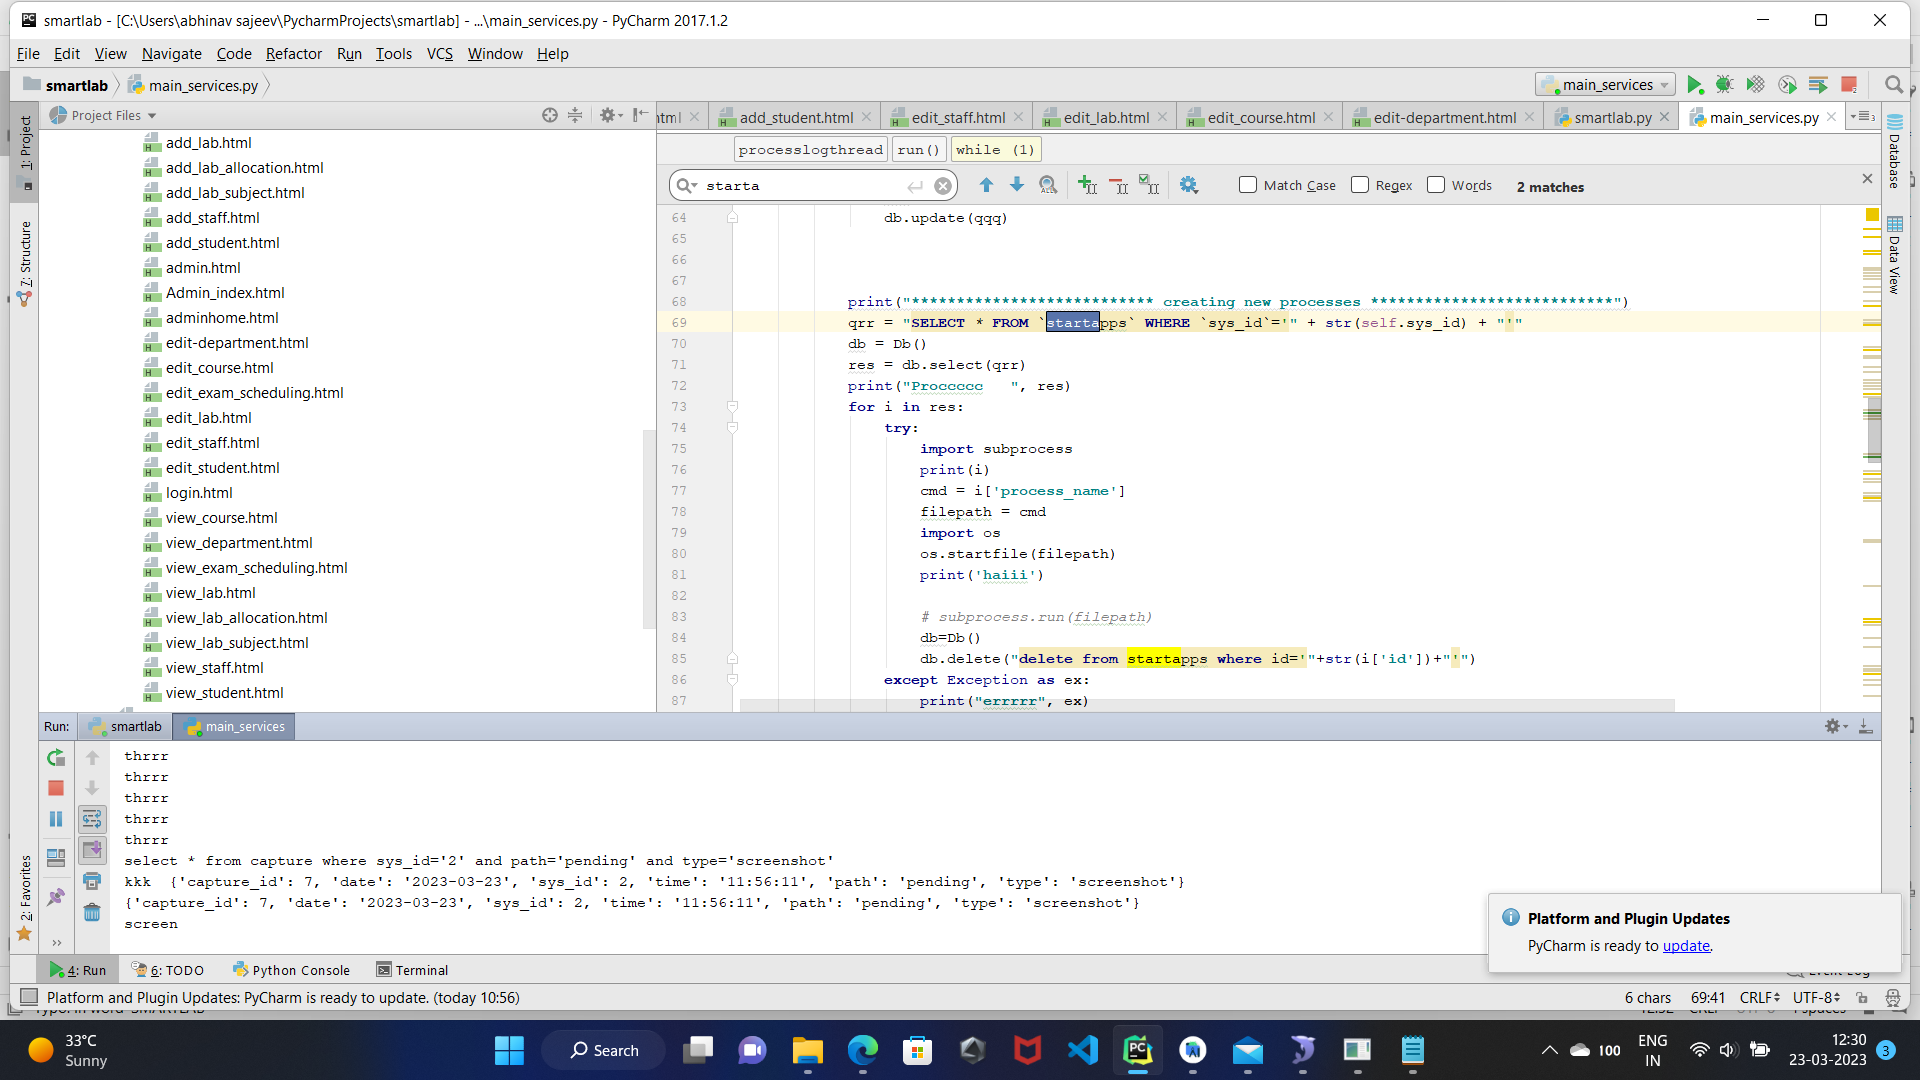 smartlab - [C:\Users\abhinav sajeev\PycharmProjects\smartlab] - ...\main_services.py - PyCharm 2017.1.2
File Edit View Navigate Code Refactor Run Tools VCS Window Help
smartlab main_services.py main_services
Project Files
html add_student.html edit_staff.html edit_lab.html edit_course.html edit-department.html smartlab.py main_services.py
processlogthread run() while (1)
starta Match Case Regex Words 2 matches
1: Project
7: Structure
2: Favorites
Database
Data View
add_lab.html
add_lab_allocation.html
add_lab_subject.html
add_staff.html
add_student.html
admin.html
Admin_index.html
adminhome.html
edit-department.html
edit_course.html
edit_exam_scheduling.html
edit_lab.html
edit_staff.html
edit_student.html
login.html
view_course.html
view_department.html
view_exam_scheduling.html
view_lab.html
view_lab_allocation.html
view_lab_subject.html
view_staff.html
view_student.html
64 db.update(qqq)
65
66
67
68 print("*************************** creating new processes ***************************")
69 qrr = "SELECT * FROM `startapps` WHERE `sys_id`='" + str(self.sys_id) + "'"
70 db = Db()
71 res = db.select(qrr)
72 print("Proccccc   ", res)
73 for i in res:
74 try:
75 import subprocess
76 print(i)
77 cmd = i['process_name']
78 filepath = cmd
79 import os
80 os.startfile(filepath)
81 print('haiii')
82
83 # subprocess.run(filepath)
84 db=Db()
85 db.delete("delete from startapps where id='"+str(i['id'])+"'")
86 except Exception as ex:
87 print("errrrr", ex)
Run: smartlab main_services
thrrr
thrrr
thrrr
thrrr
thrrr
select * from capture where sys_id='2' and path='pending' and type='screenshot'
kkk  {'capture_id': 7, 'date': '2023-03-23', 'sys_id': 2, 'time': '11:56:11', 'path': 'pending', 'type': 'screenshot'}
{'capture_id': 7, 'date': '2023-03-23', 'sys_id': 2, 'time': '11:56:11', 'path': 'pending', 'type': 'screenshot'}
screen
Platform and Plugin Updates
PyCharm is ready to update.
4: Run 6: TODO Python Console Terminal Event Log
Platform and Plugin Updates: PyCharm is ready to update. (today 10:56) 6 chars 69:41 CRLF UTF-8
33°C
Sunny
Search
100
ENG
IN
12:30
23-03-2023
3